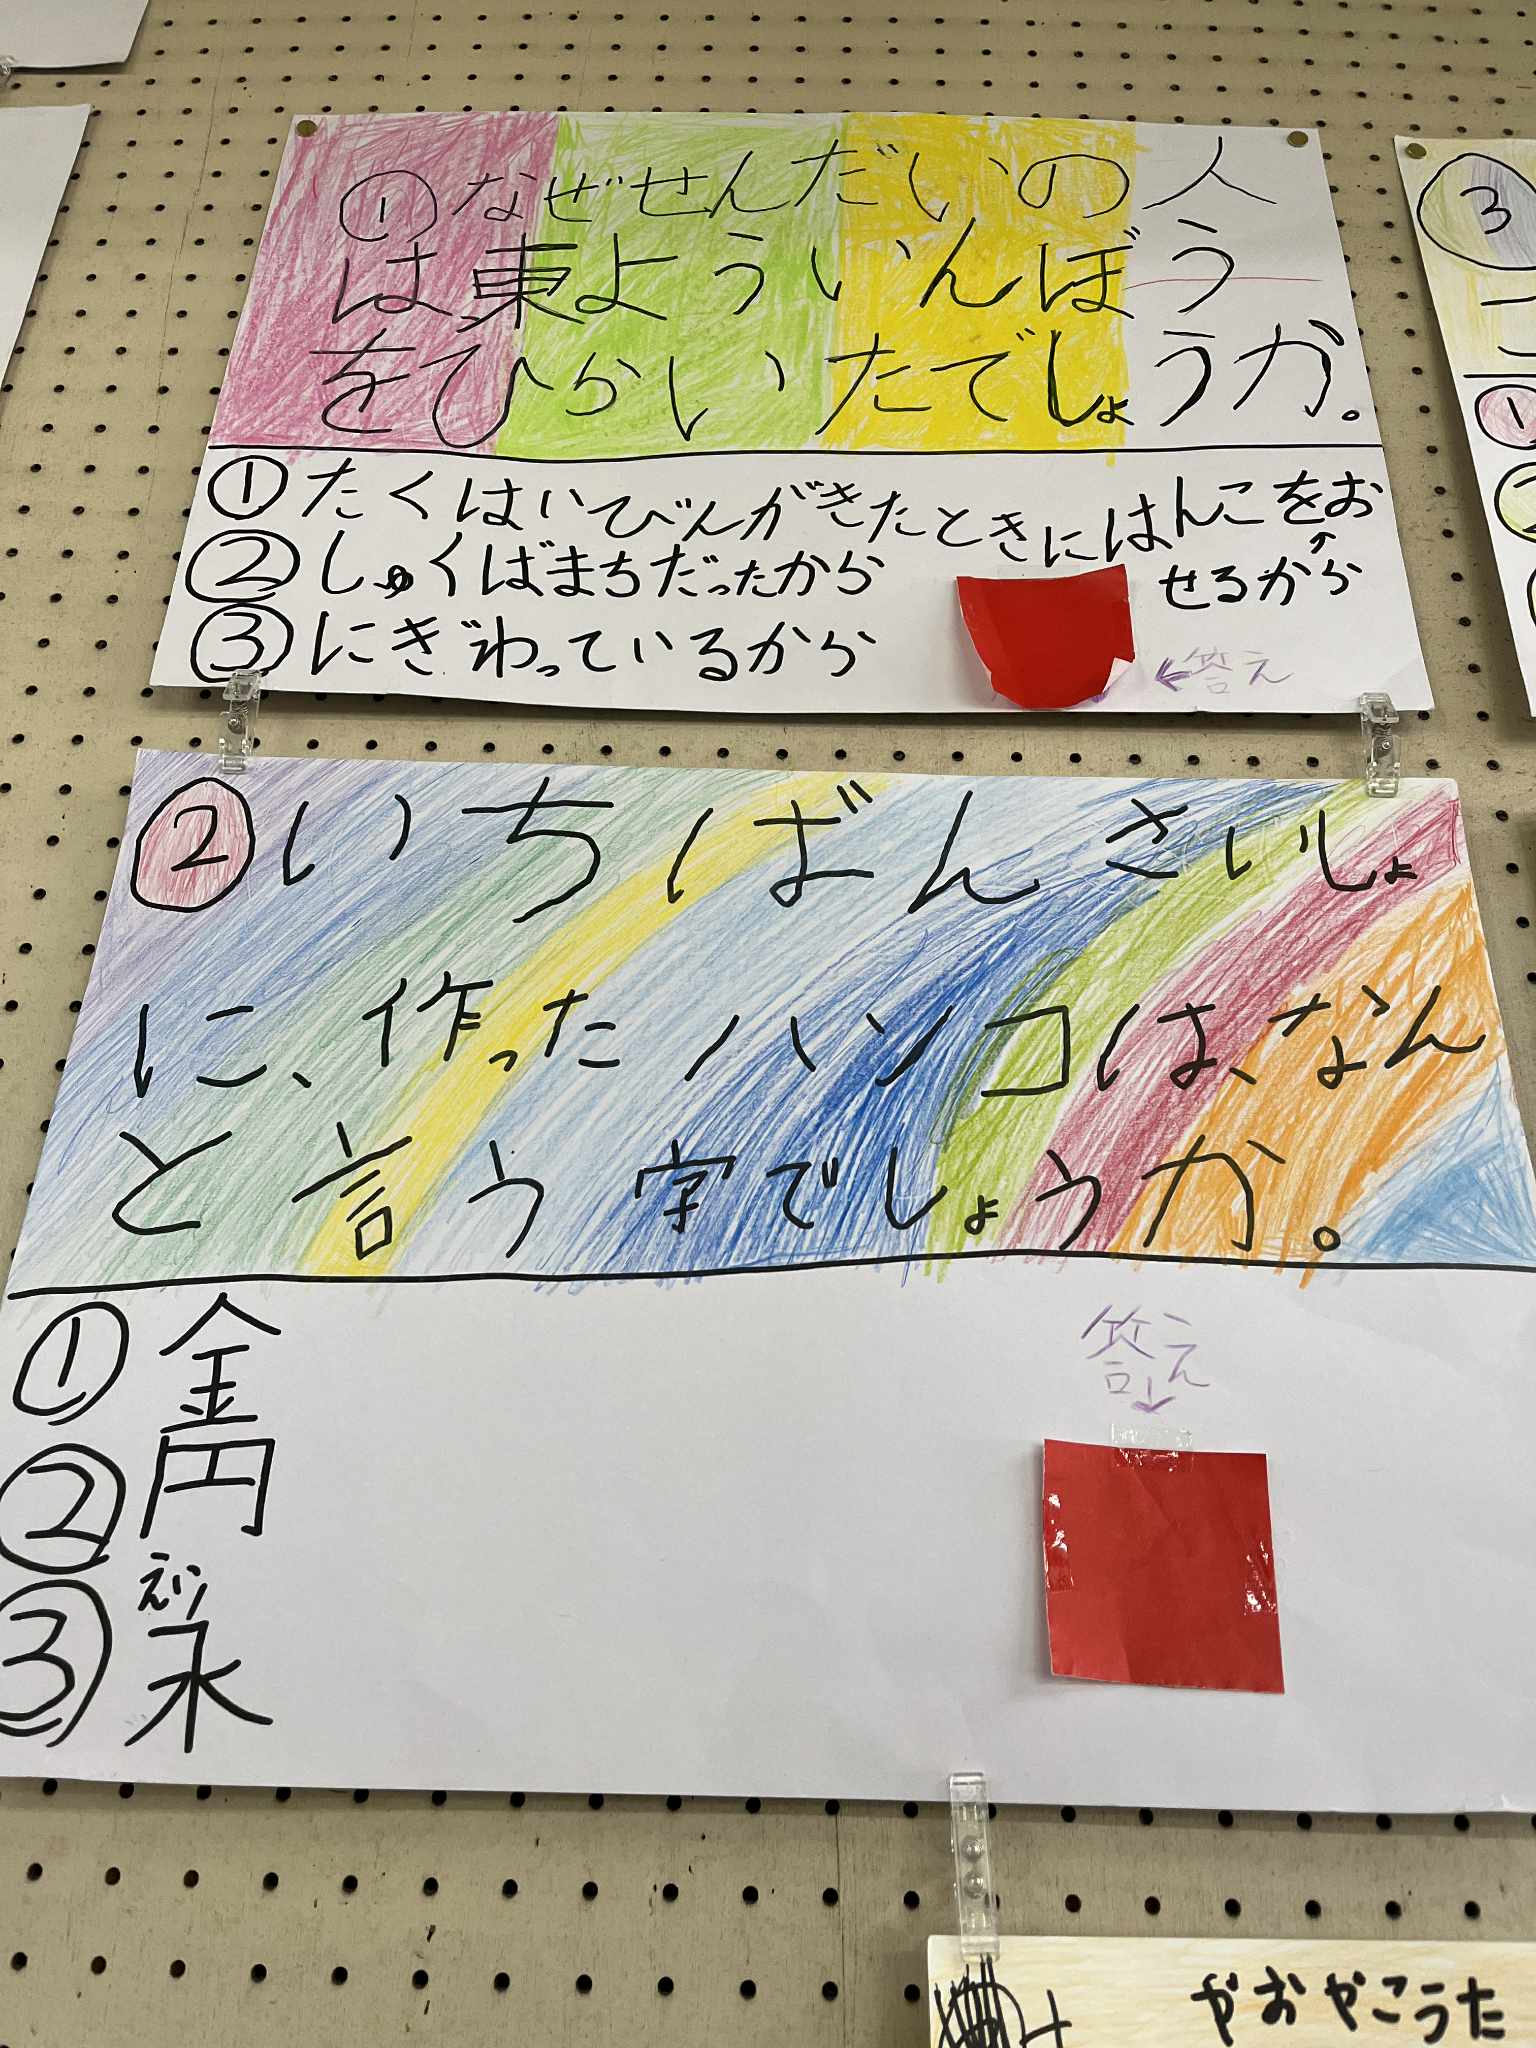 ①なぜせんだいの人
は、東よういんぼう
をひらいたでしょうか。
①たくはいびんがきたときにはんこをお
せるから
②しゅくばまちだったから
③にぎわっているから
←答え
②いちばんさいしょ
に、作ったハンコは、なん
と言う字でしょうか。
①金
②円
えい
③永
答え
↓
③
①
がおやこうた